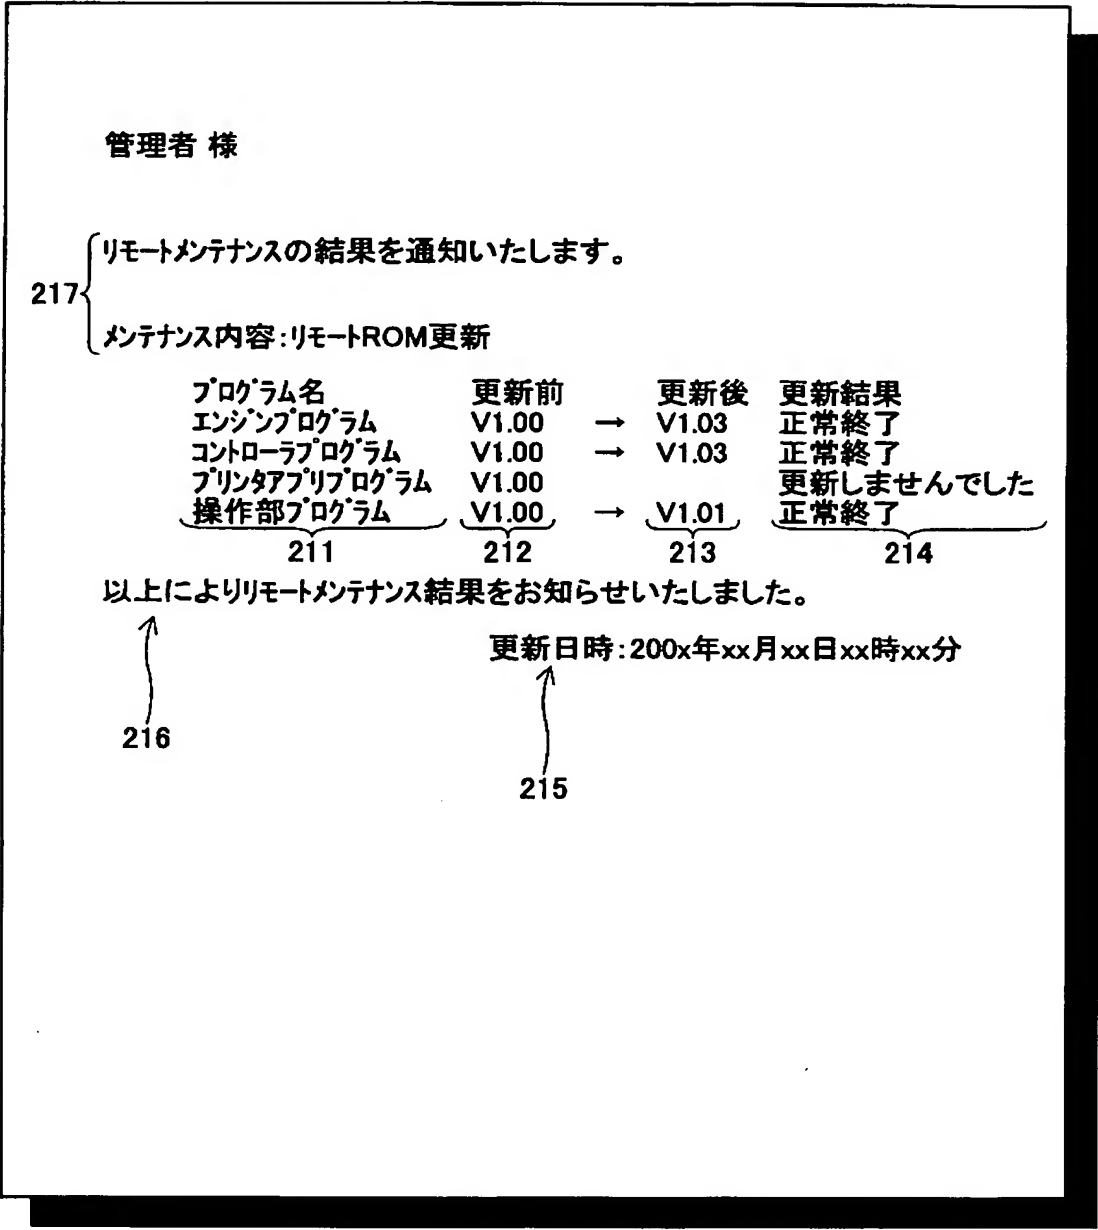 管理者 様
リモートメンテナンスの結果を通知いたします。
217
メンテナンス内容:リモートROM更新
プログラム名 更新前 更新後 更新結果
エンジンプログラム V1.00 → V1.03 正常終了
コントローラプログラム V1.00 → V1.03 正常終了
プリンタアプリプログラム V1.00 更新しませんでした
操作部プログラム V1.00 → V1.01 正常終了
211 212 213 214
以上によりリモートメンテナンス結果をお知らせいたしました。
更新日時:200x年xx月xx日xx時xx分
216
215